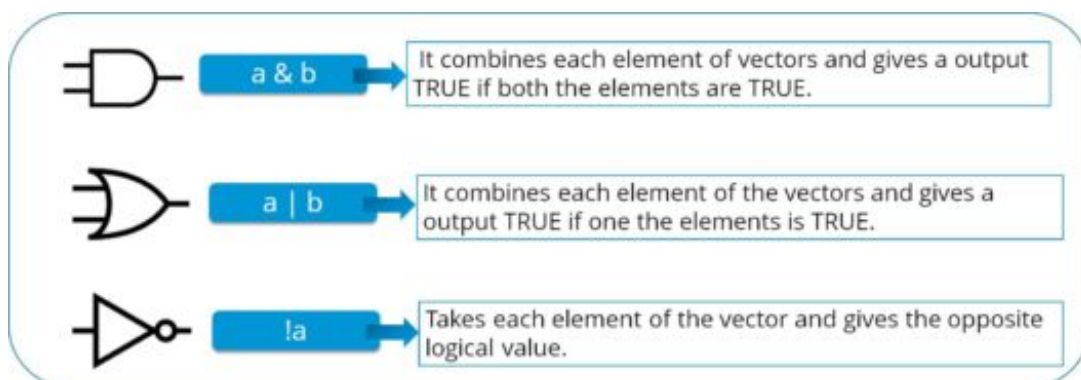 a & b
It combines each element of vectors and gives a output
TRUE if both the elements are TRUE.
a | b
It combines each element of the vectors and gives a
output TRUE if one the elements is TRUE.
!a
Takes each element of the vector and gives the opposite
logical value.